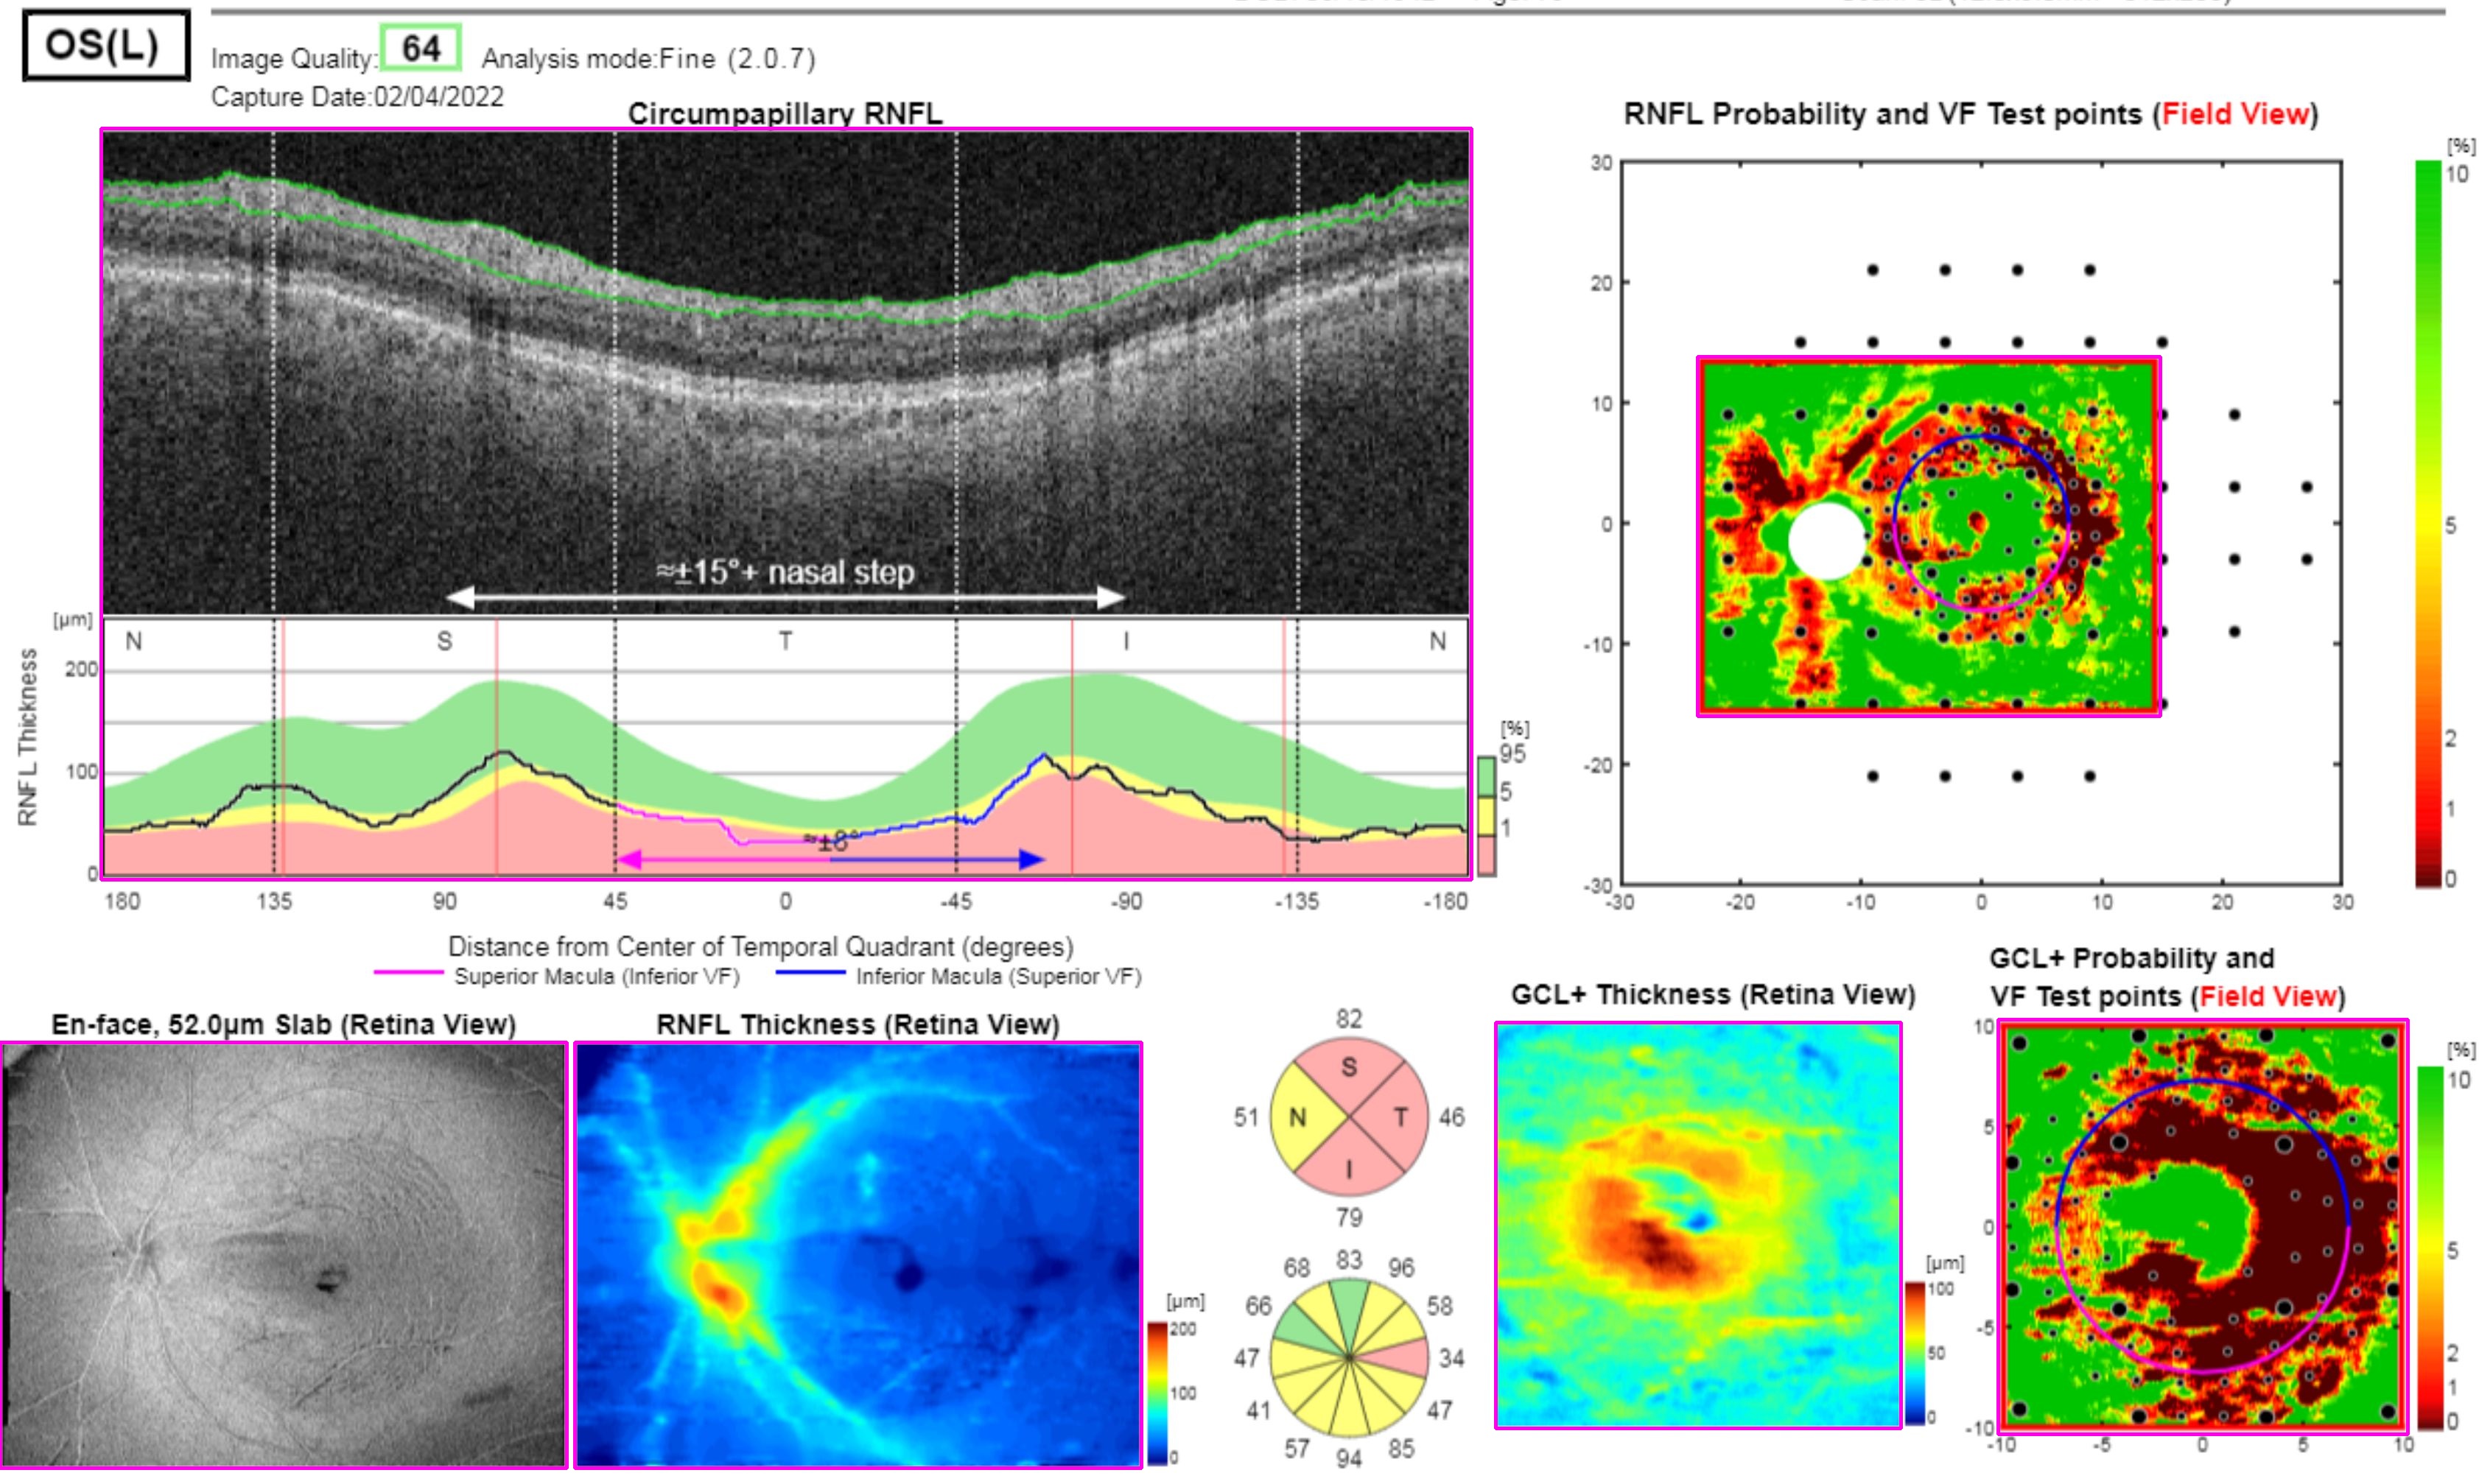 OS(L)
Image Quality: 64 Analysis mode:Fine (2.0.7)
Capture Date:02/04/2022
Circumpapillary RNFL
≈±15°+ nasal step
[µm]
N S T I N
200
100
0
RNFL Thickness
≈±8°
180 135 90 45 0 -45 -90 -135 -180
Distance from Center of Temporal Quadrant (degrees)
Superior Macula (Inferior VF) Inferior Macula (Superior VF)
[%]
95
5
1
RNFL Probability and VF Test points (Field View)
30
20
10
0
-10
-20
-30
-30 -20 -10 0 10 20 30
[%]
10
5
2
1
0
En-face, 52.0µm Slab (Retina View)
RNFL Thickness (Retina View)
[µm]
200
100
0
82
S
51 N T 46
I
79
68 83 96
66 58
47 34
41 47
57 94 85
GCL+ Thickness (Retina View)
[µm]
100
50
0
GCL+ Probability and
VF Test points (Field View)
10
5
0
-5
-10
-10 -5 0 5 10
[%]
10
5
2
1
0